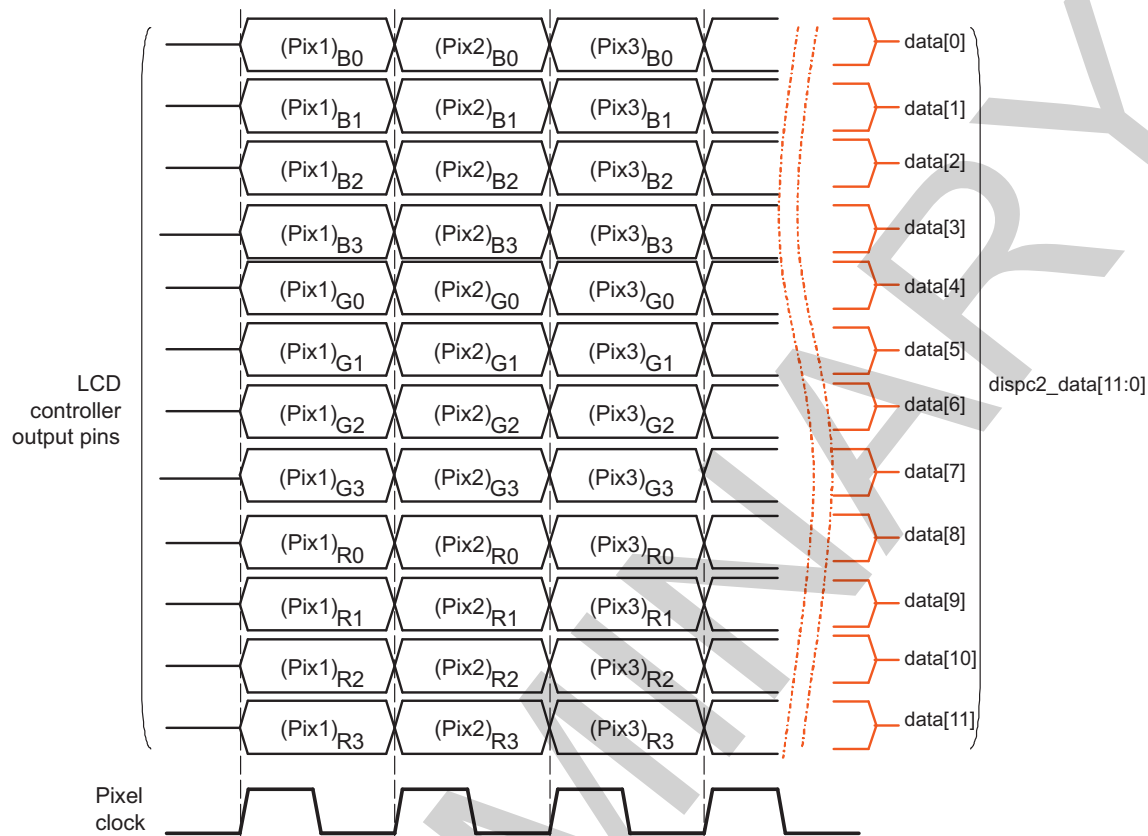 (Pix1)B0 (Pix2)B0 (Pix3)B0 data[0]
(Pix1)B1 (Pix2)B1 (Pix3)B1 data[1]
(Pix1)B2 (Pix2)B2 (Pix3)B2 data[2]
(Pix1)B3 (Pix2)B3 (Pix3)B3 data[3]
(Pix1)G0 (Pix2)G0 (Pix3)G0 data[4]
(Pix1)G1 (Pix2)G1 (Pix3)G1 data[5]
LCD
controller
output pins
dispc2_data[11:0]
(Pix1)G2 (Pix2)G2 (Pix3)G2 data[6]
(Pix1)G3 (Pix2)G3 (Pix3)G3 data[7]
(Pix1)R0 (Pix2)R0 (Pix3)R0 data[8]
(Pix1)R1 (Pix2)R1 (Pix3)R1 data[9]
(Pix1)R2 (Pix2)R2 (Pix3)R2 data[10]
(Pix1)R3 (Pix2)R3 (Pix3)R3 data[11]
Pixel
clock
MINARY